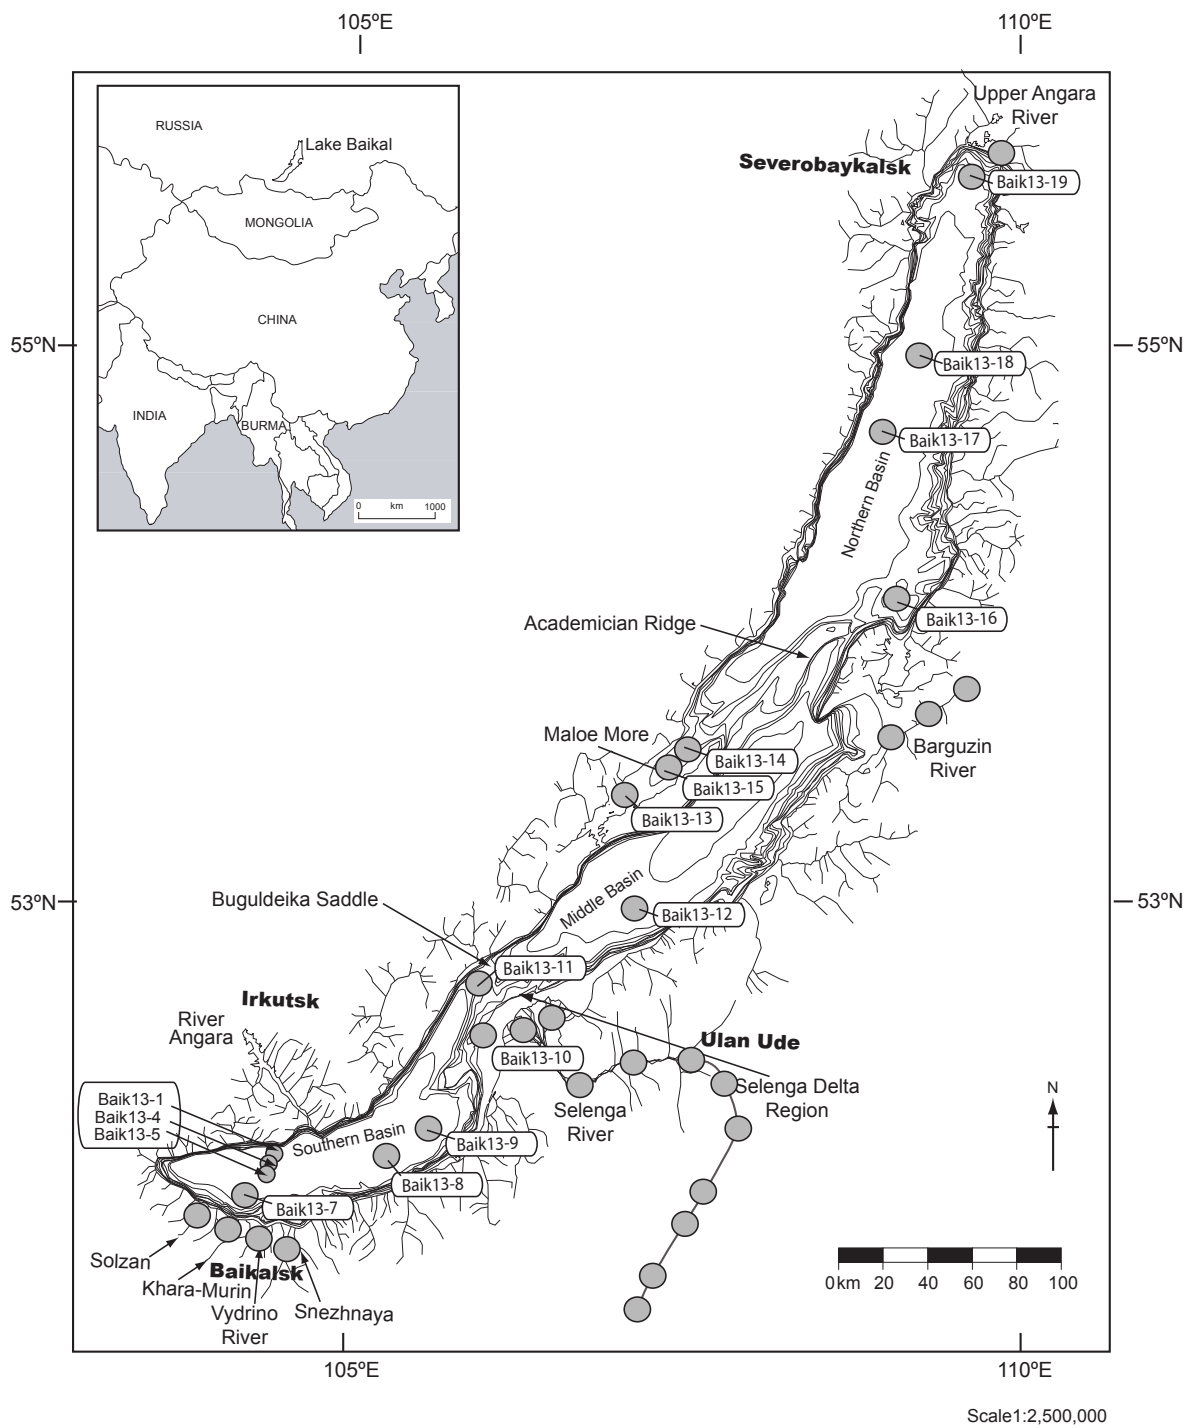 105ºE
110ºE
RUSSIA
Lake Baikal
MONGOLIA
CHINA
INDIA
BURMA
0 km 1000
Upper Angara
River
Severobaykalsk
Baik13-19
55ºN
55ºN
Baik13-18
Baik13-17
Northern Basin
Academician Ridge
Baik13-16
Maloe More
Baik13-14
Baik13-15
Baik13-13
Barguzin
River
Buguldeika Saddle
Middle Basin
53ºN
53ºN
Baik13-12
Baik13-11
Irkutsk
River
Angara
Ulan Ude
Baik13-10
Selenga Delta
Region
Selenga
River
Baik13-1
Baik13-4
Baik13-5
Southern Basin
Baik13-9
Baik13-8
Baik13-7
N
Solzan
Khara-Murin
Baikalsk
Vydrino
River
Snezhnaya
0km 20 40 60 80 100
105ºE
110ºE
Scale1:2,500,000